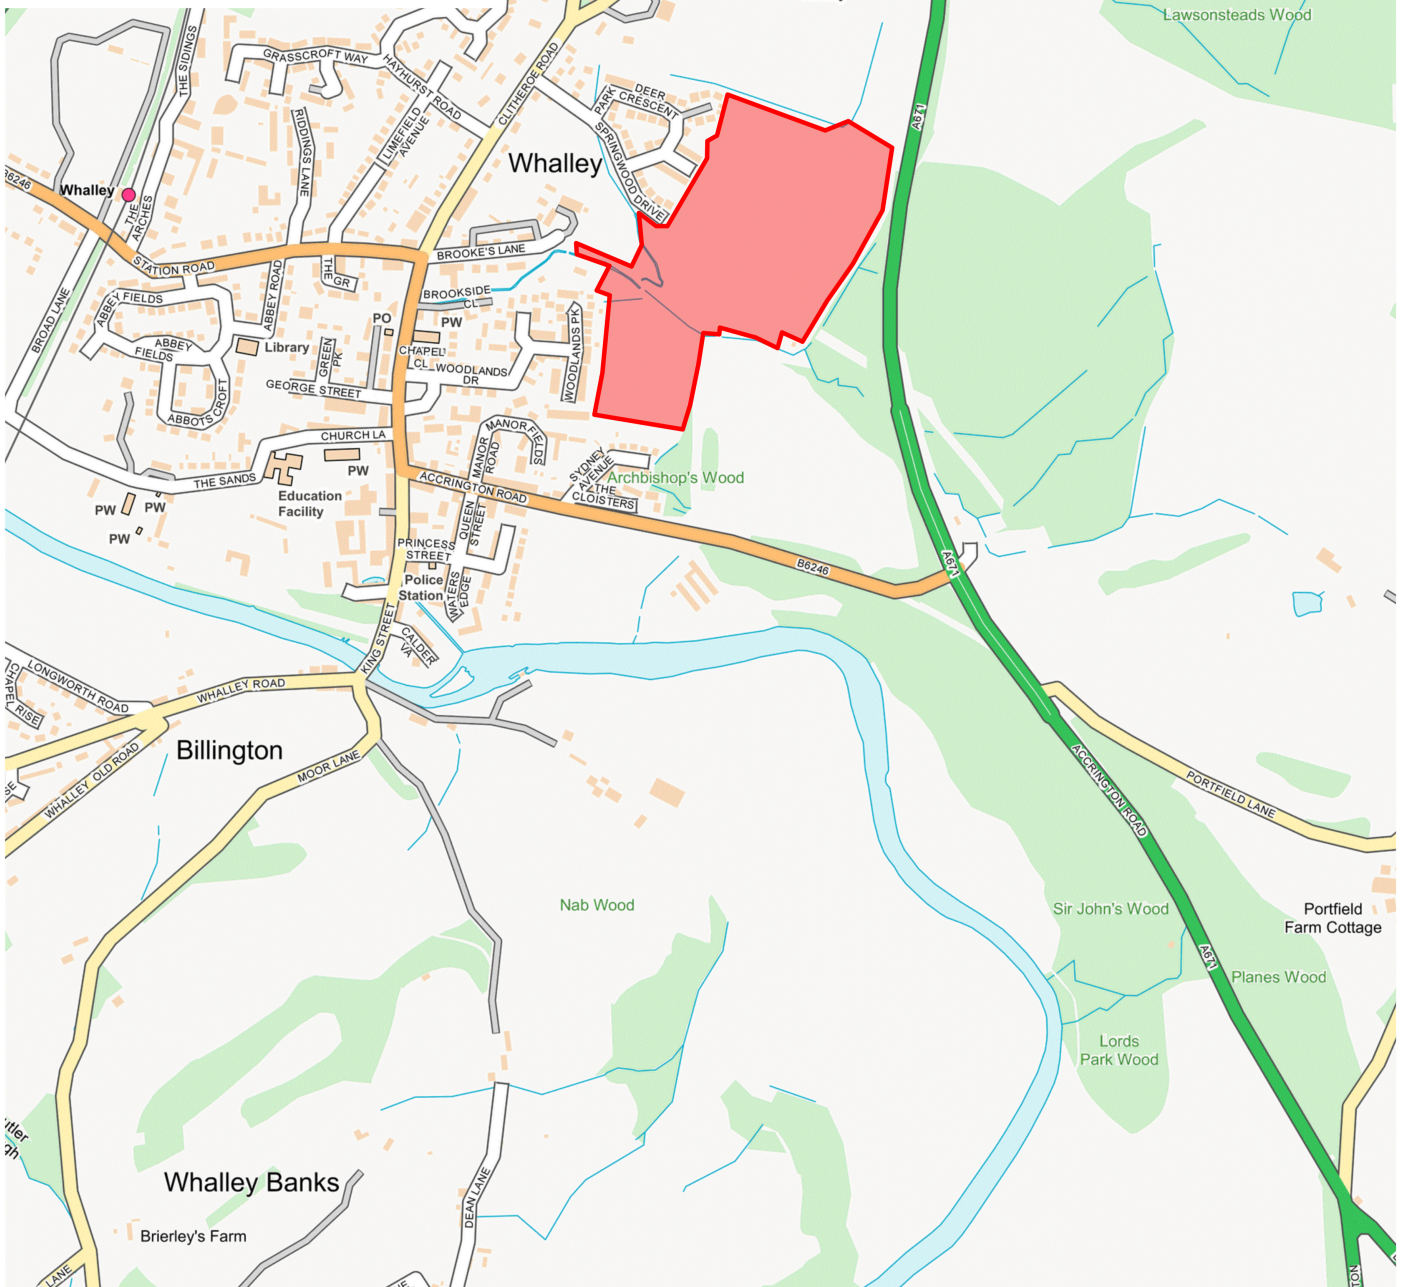 Lawsonsteads Wood
THE SIDINGS
GRASSCROFT WAY
HAYHURST ROAD
CLITHEROE ROAD
A671
DEER
CRESCENT
PARK
LIMEFIELD
AVENUE
RIDDINGS LANE
SPRINGWOOD DRIVE
Whalley
B6246
Whalley
THE
ARCHES
STATION ROAD
BROOKE'S LANE
THE
GR
BROOKSIDE
CL
ABBEY
FIELDS
ABBEY ROAD
BROAD LANE
PO
PW
Library
ABBEY
FIELDS
GREEN
PK
CHAPEL
CL
WOODLANDS
DR
WOODLANDS PK
GEORGE STREET
ABBOTS CROFT
CHURCH LA
MANOR FIELDS
MANOR
ROAD
PW
THE SANDS
ACCRINGTON ROAD
SYDNEY
AVENUE
Archbishop's Wood
THE
CLOISTERS
Education
Facility
PW
PW
PW
QUEEN
STREET
PRINCESS
STREET
B6246
A671
Police
Station
WATERS
EDGE
KING STREET
CALDER
VA
CHAPEL
RISE
LONGWORTH ROAD
WHALLEY ROAD
Billington
MOOR LANE
WHALLEY OLD ROAD
SE
ACCRINGTON ROAD
PORTFIELD LANE
Nab Wood
Sir John's Wood
Portfield
Farm Cottage
A671
Planes Wood
Lords
Park Wood
Whalley Banks
DEAN LANE
Brierley's Farm
LANE